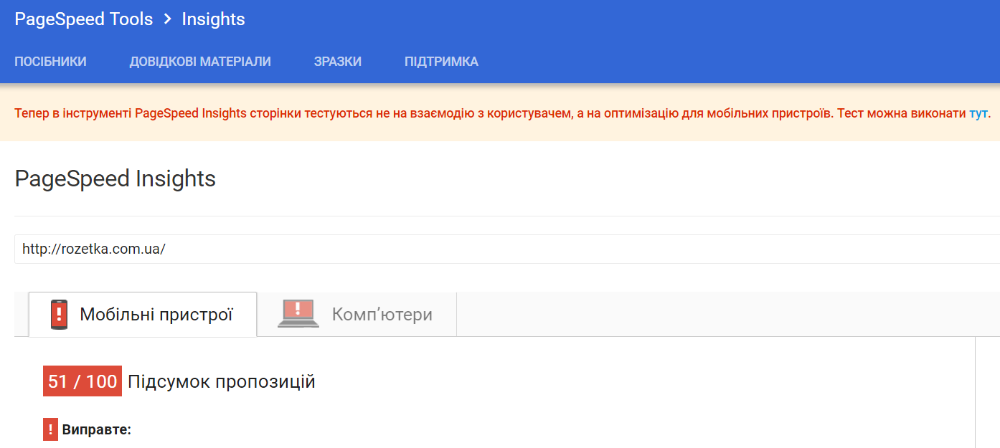 PageSpeed Tools > Insights
ПОСІБНИКИ ДОВІДКОВІ МАТЕРІАЛИ ЗРАЗКИ ПІДТРИМКА
Тепер в інструменті PageSpeed Insights сторінки тестуються не на взаємодію з користувачем, а на оптимізацію для мобільних пристроїв. Тест можна виконати тут.
PageSpeed Insights
http://rozetka.com.ua/
Мобільні пристрої Комп’ютери
51 / 100 Підсумок пропозицій
! Виправте: